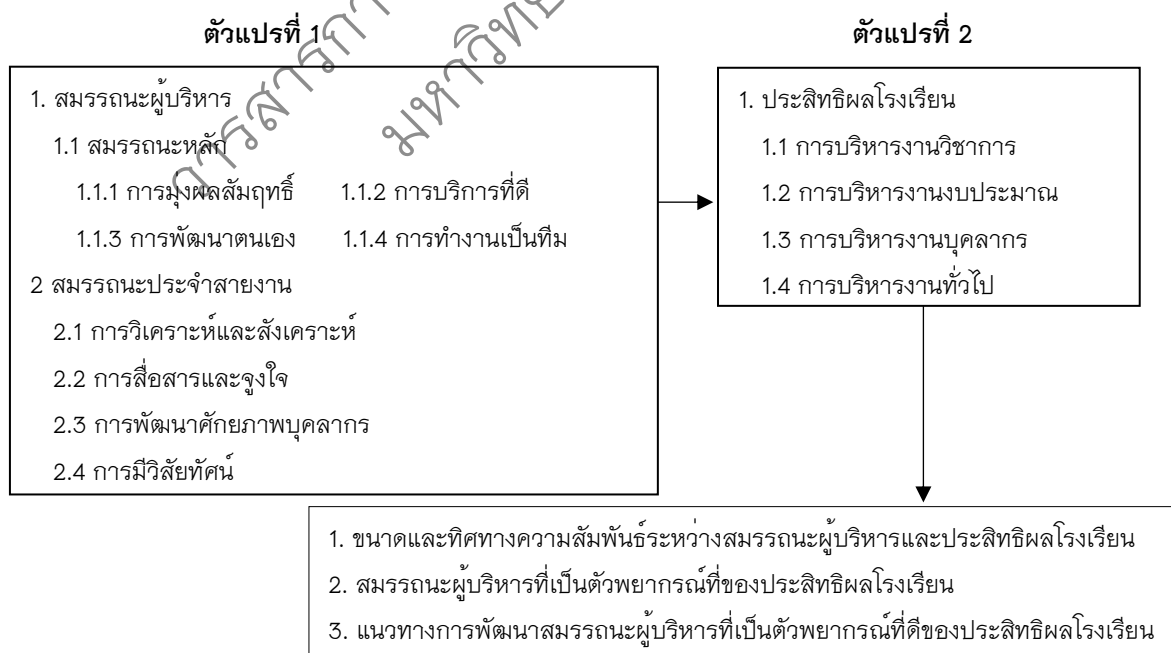 ตัวแปรที่ 1
1. สมรรถนะผู้บริหาร
1.1 สมรรถนะหลัก
1.1.1 การมุ่งผลสัมฤทธิ์ 1.1.2 การบริการที่ดี
1.1.3 การพัฒนาตนเอง 1.1.4 การทำงานเป็นทีม
2 สมรรถนะประจำสายงาน
2.1 การวิเคราะห์และสังเคราะห์
2.2 การสื่อสารและจูงใจ
2.3 การพัฒนาศักยภาพบุคลากร
2.4 การมีวิสัยทัศน์
ตัวแปรที่ 2
1. ประสิทธิผลโรงเรียน
1.1 การบริหารงานวิชาการ
1.2 การบริหารงานงบประมาณ
1.3 การบริหารงานบุคลากร
1.4 การบริหารงานทั่วไป
1. ขนาดและทิศทางความสัมพันธ์ระหว่างสมรรถนะผู้บริหารและประสิทธิผลโรงเรียน
2. สมรรถนะผู้บริหารที่เป็นตัวพยากรณ์ที่ของประสิทธิผลโรงเรียน
3. แนวทางการพัฒนาสมรรถนะผู้บริหารที่เป็นตัวพยากรณ์ที่ดีของประสิทธิผลโรงเรียน